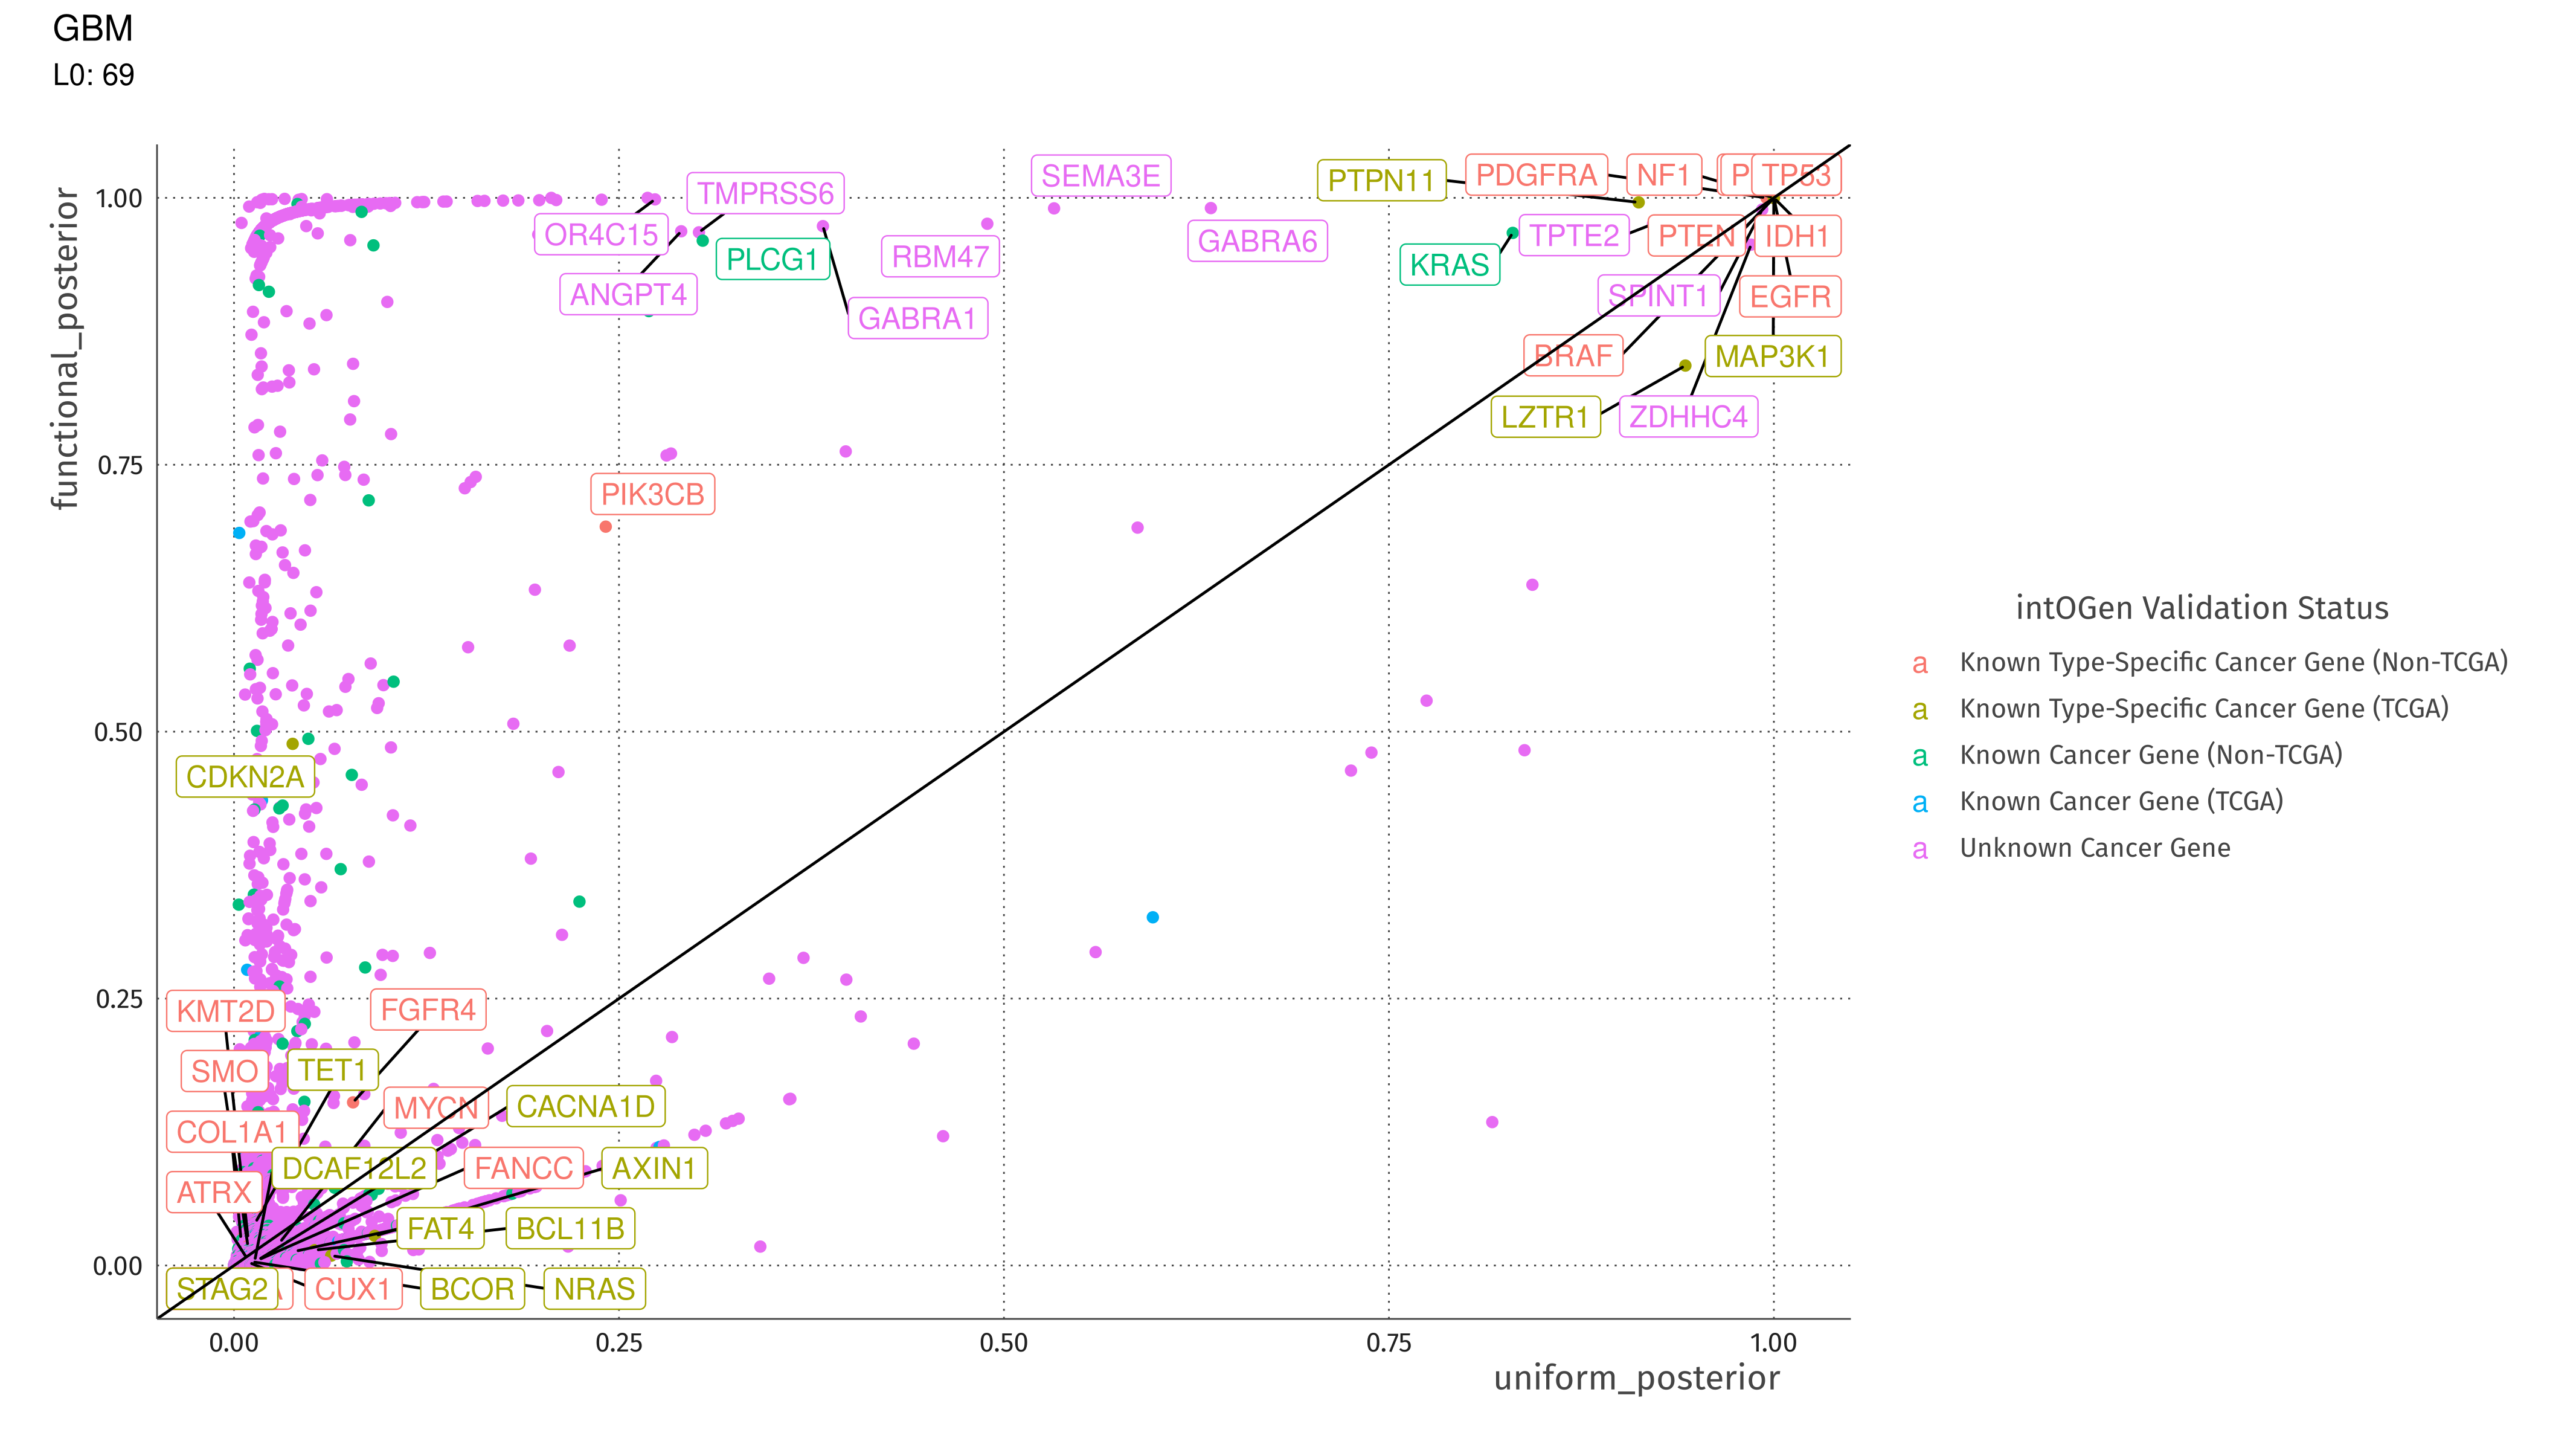 GBM
L0: 69
functional_posterior
1.00
0.75
0.50
0.25
0.00
0.00
0.25
0.50
0.75
1.00
uniform_posterior
TMPRSS6
SEMA3E
PTPN11
PDGFRA
NF1
P
TP53
OR4C15
PLCG1
RBM47
GABRA6
KRAS
TPTE2
PTEN
IDH1
ANGPT4
GABRA1
SPINT1
EGFR
BRAF
MAP3K1
LZTR1
ZDHHC4
PIK3CB
CDKN2A
KMT2D
FGFR4
SMO
TET1
MYCN
CACNA1D
COL1A1
DCAF12L2
FANCC
AXIN1
ATRX
FAT4
BCL11B
STAG2
CUX1
BCOR
NRAS
intOGen Validation Status
a Known Type-Specific Cancer Gene (Non-TCGA)
a Known Type-Specific Cancer Gene (TCGA)
a Known Cancer Gene (Non-TCGA)
a Known Cancer Gene (TCGA)
a Unknown Cancer Gene